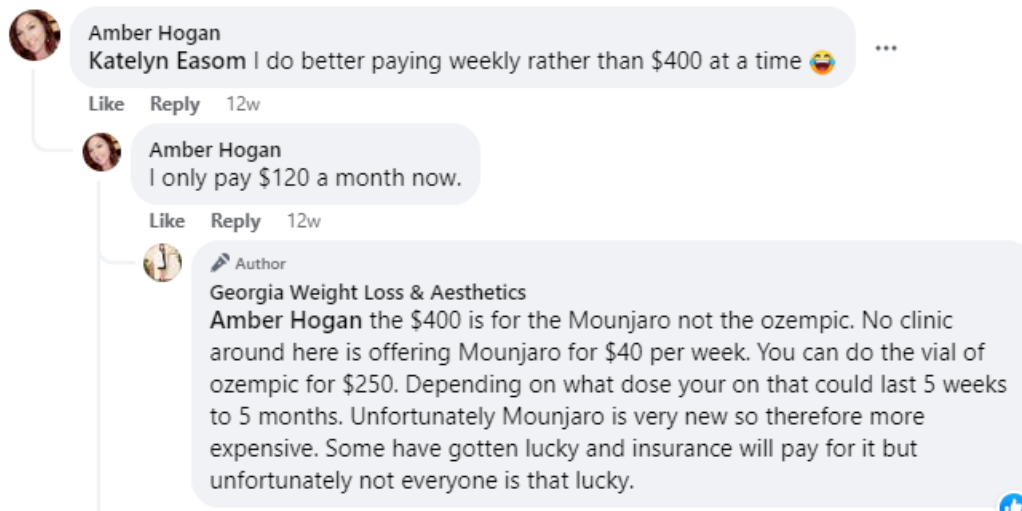 Amber Hogan
Katelyn Easom I do better paying weekly rather than $400 at a time 😂
Like Reply 12w
Amber Hogan
I only pay $120 a month now.
Like Reply 12w
Author
Georgia Weight Loss & Aesthetics
Amber Hogan the $400 is for the Mounjaro not the ozempic. No clinic
around here is offering Mounjaro for $40 per week. You can do the vial of
ozempic for $250. Depending on what dose your on that could last 5 weeks
to 5 months. Unfortunately Mounjaro is very new so therefore more
expensive. Some have gotten lucky and insurance will pay for it but
unfortunately not everyone is that lucky.